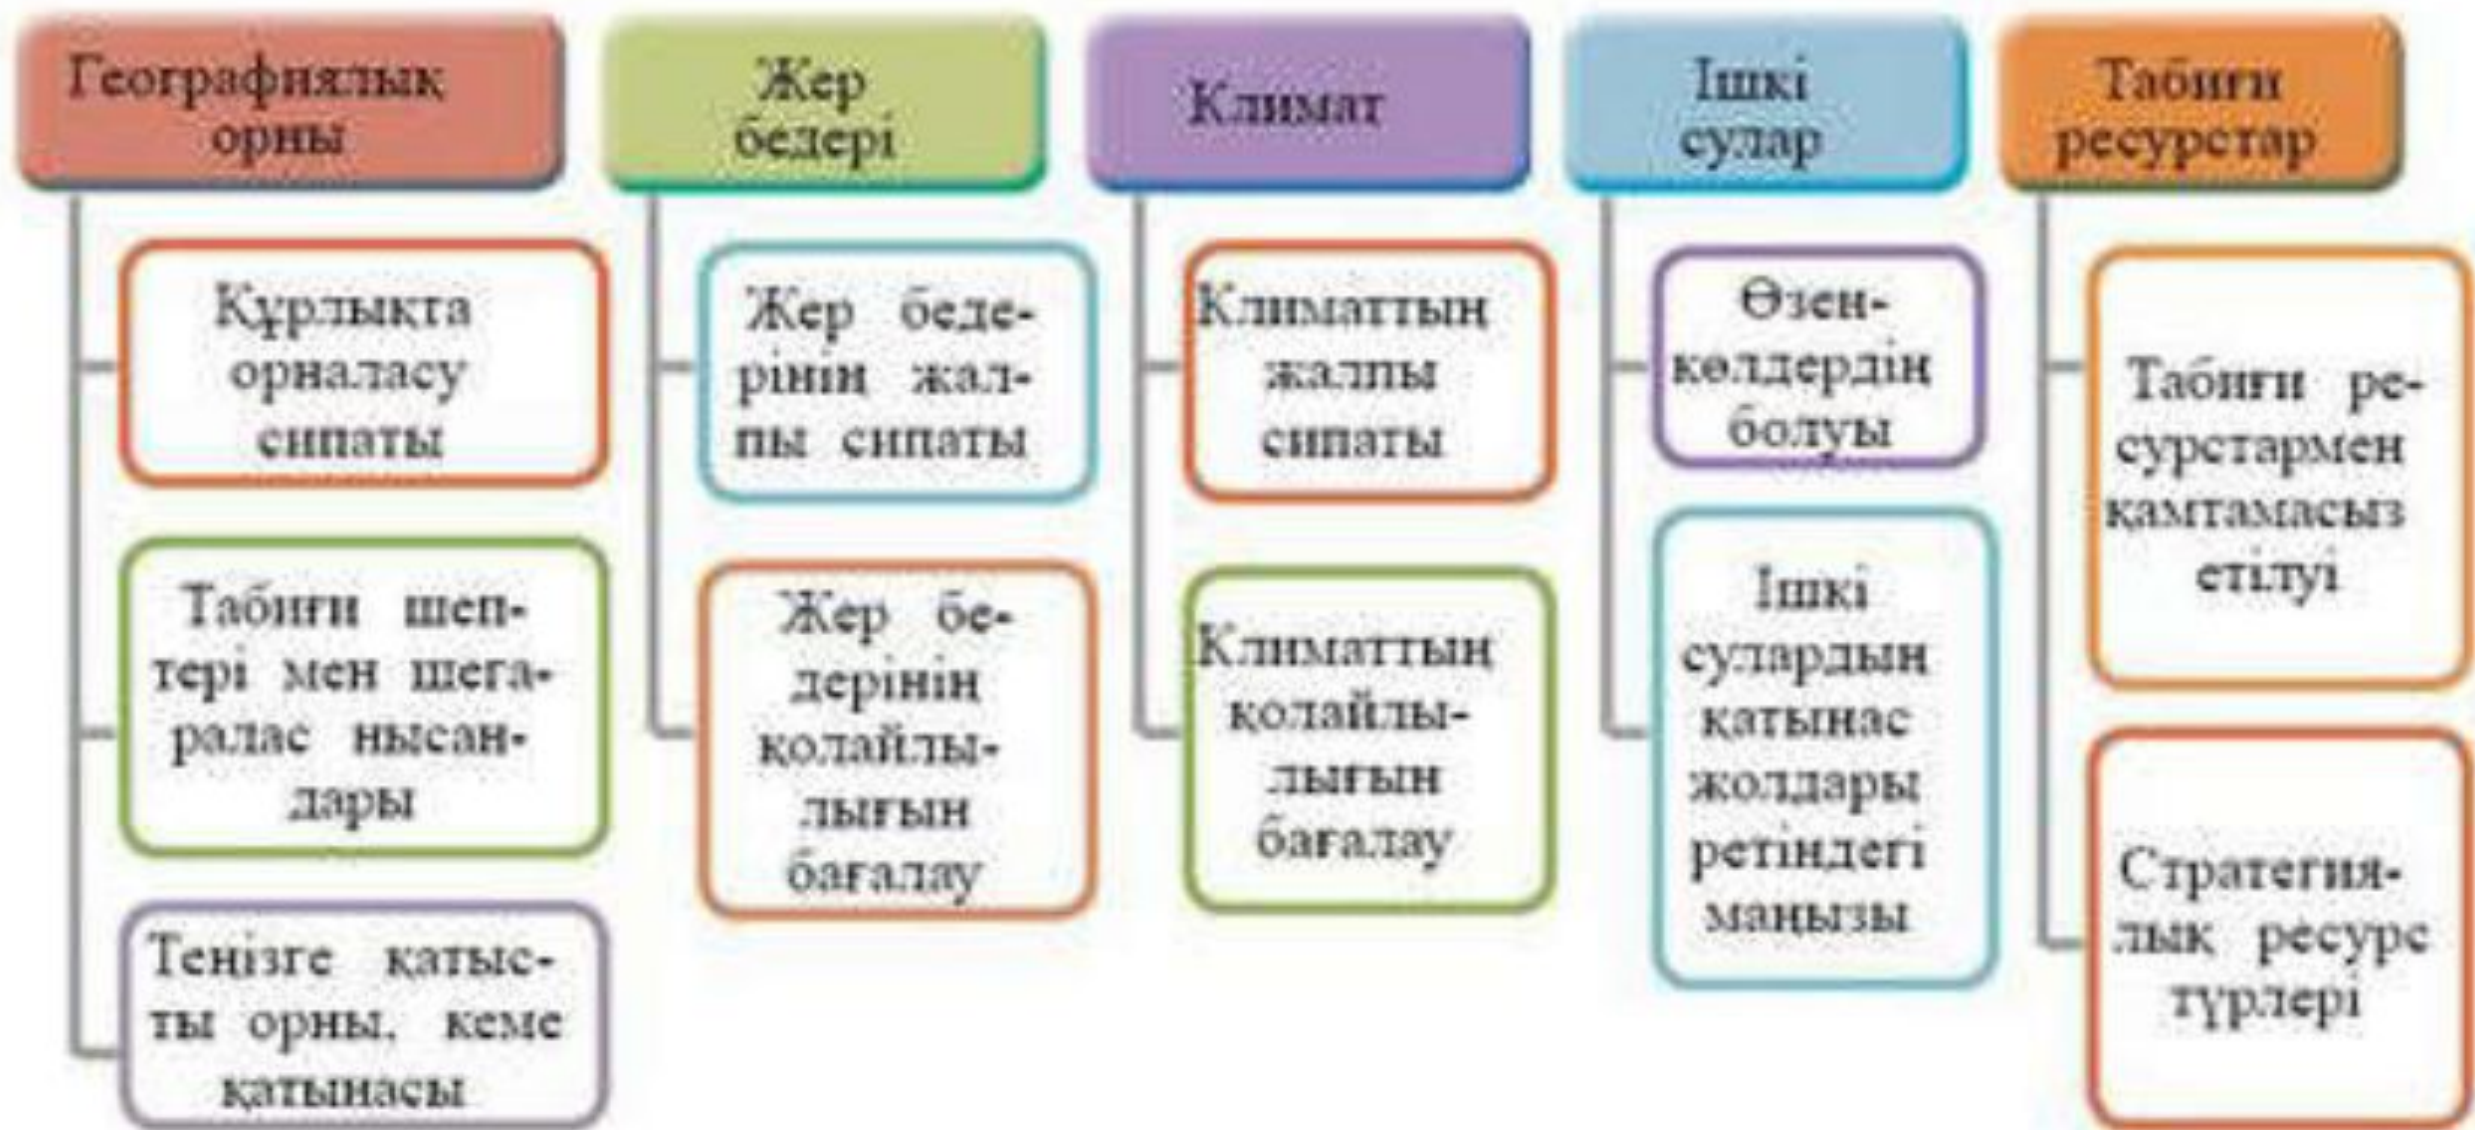 Географиялық
орны
Құрлықта
орналасу
сипаты
Табиғи шеп-
тері мен шега-
ралас нысан-
дары
Теңізге қатыс-
ты орны. кеме
қатынасы
Жер
бедері
Жер беде-
рінің жал-
пы сипаты
Жер бе-
дерінің
қолайлы-
лығын
бағалау
Климат
Климаттың
жалпы
сипаты
Климаттың
қолайлы-
лығын
бағалау
Ішкі
сулар
Өзен-
көлдердің
болуы
Ішкі
сулардың
қатынас
жолдары
ретіндегі
маңызы
Табиғи
ресурстар
Табиғи ре-
сурстармен
қамтамасыз
етілуі
Стратегия-
лық ресурс
түрлері